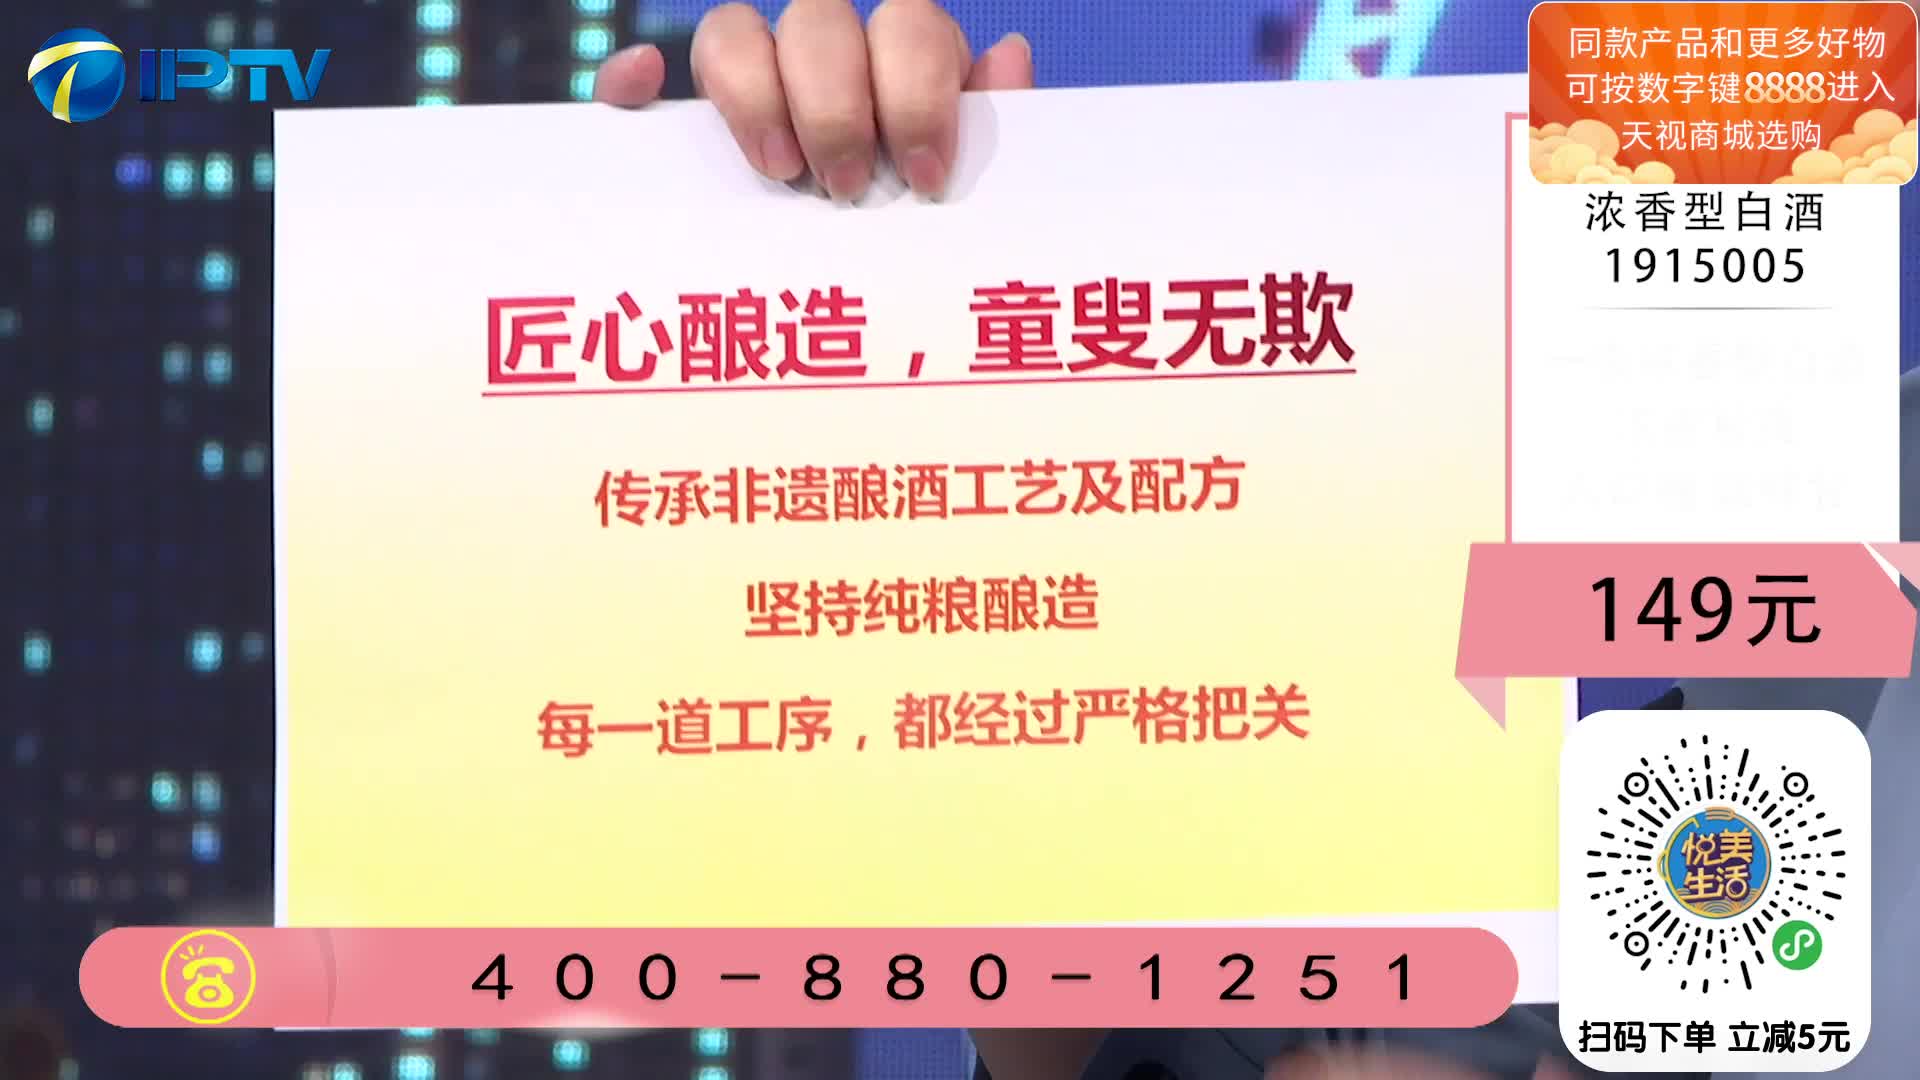 IPTV
同款产品和更多好物
可按数字键8888进入
天视商城选购
浓香型白酒
1915005
匠心酿造，童叟无欺
传承非遗酿酒工艺及配方
坚持纯粮酿造
每一道工序，都经过严格把关
149元
悦美
生活
400-880-1251
扫码下单 立减5元